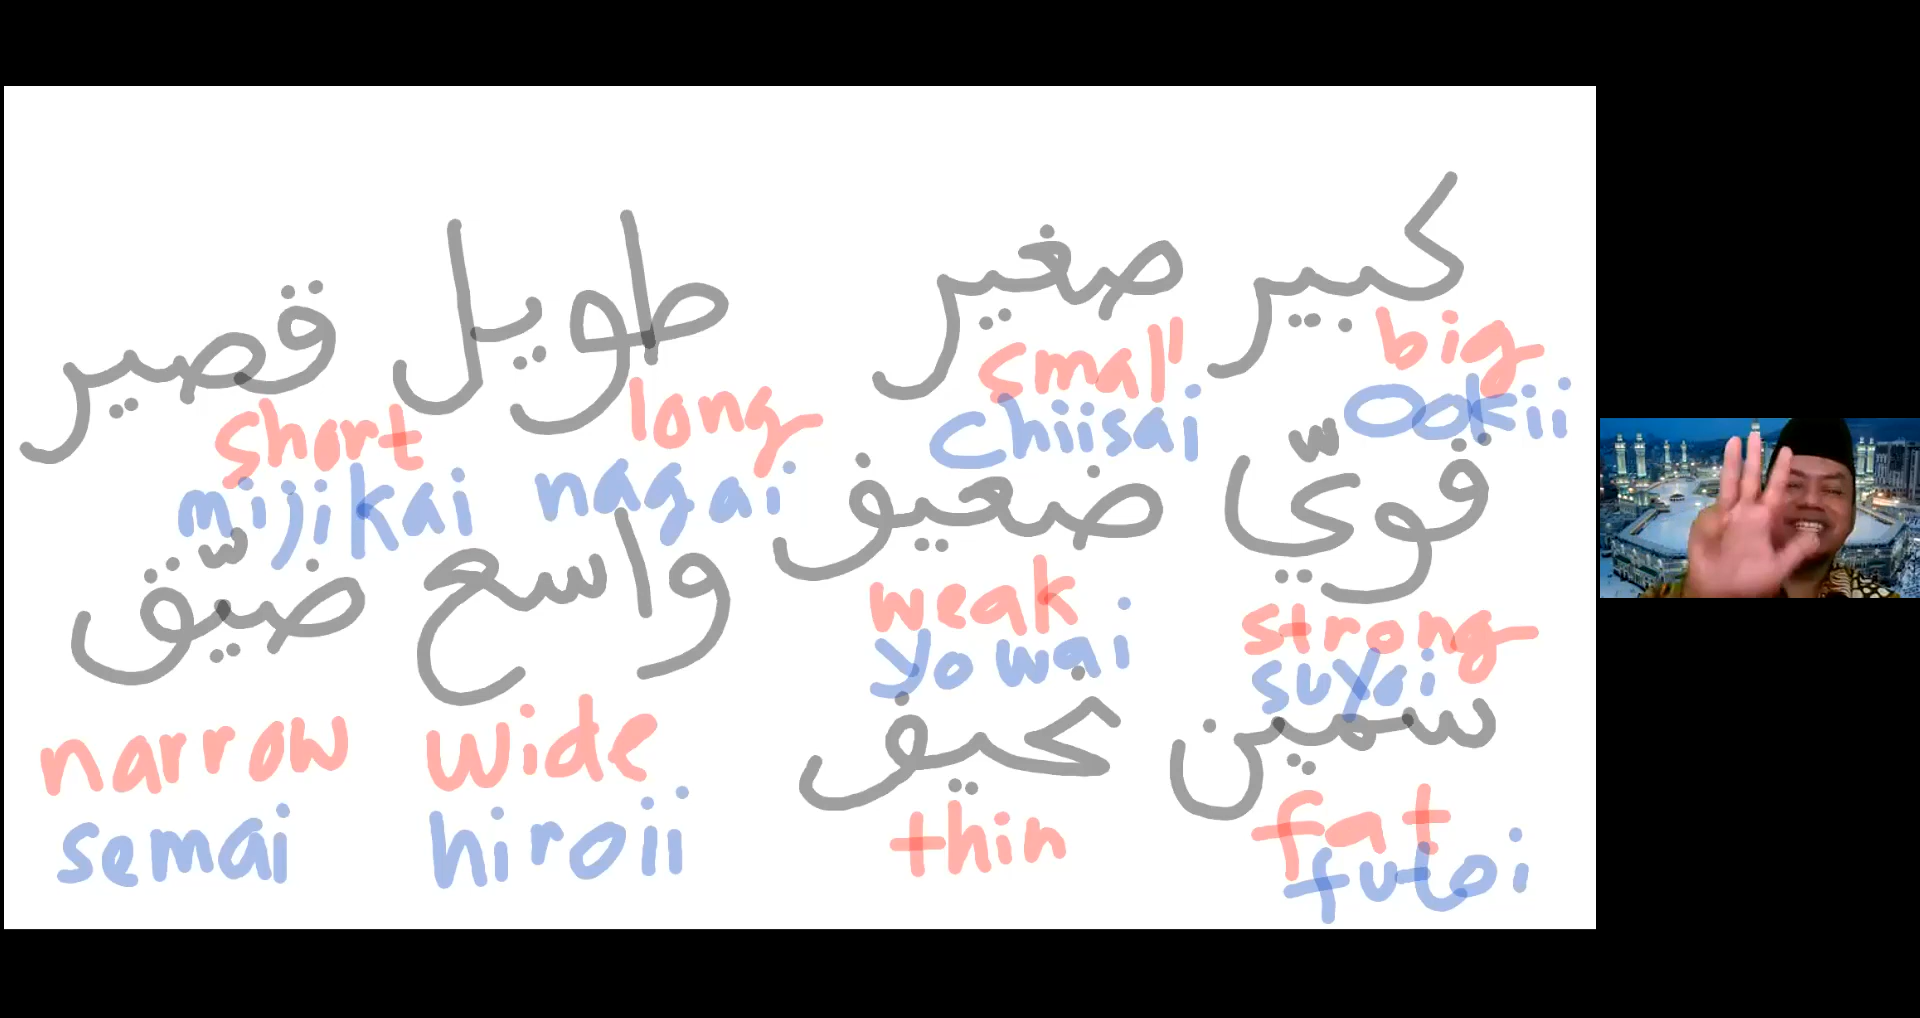 كبير صغير طويل قصير
big small long short
Ookii chiisai nagai mijikai
قويّ ضعيف واسع ضيّق
strong weak wide narrow
suyoi yowai hiroii semai
سمين نحيف
fat thin
futoi